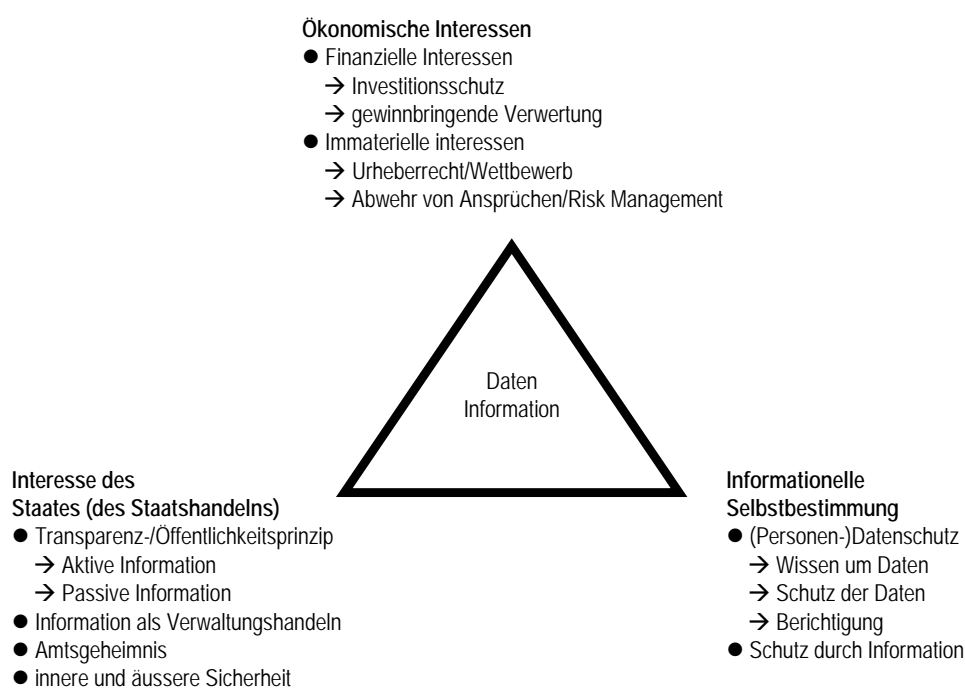 Ökonomische Interessen
● Finanzielle Interessen
→ Investitionsschutz
→ gewinnbringende Verwertung
● Immaterielle interessen
→ Urheberrecht/Wettbewerb
→ Abwehr von Ansprüchen/Risk Management
Daten
Information
Interesse des
Staates (des Staatshandelns)
● Transparenz-/Öffentlichkeitsprinzip
→ Aktive Information
→ Passive Information
● Information als Verwaltungshandeln
● Amtsgeheimnis
● innere und äussere Sicherheit
Informationelle
Selbstbestimmung
● (Personen-)Datenschutz
→ Wissen um Daten
→ Schutz der Daten
→ Berichtigung
● Schutz durch Information